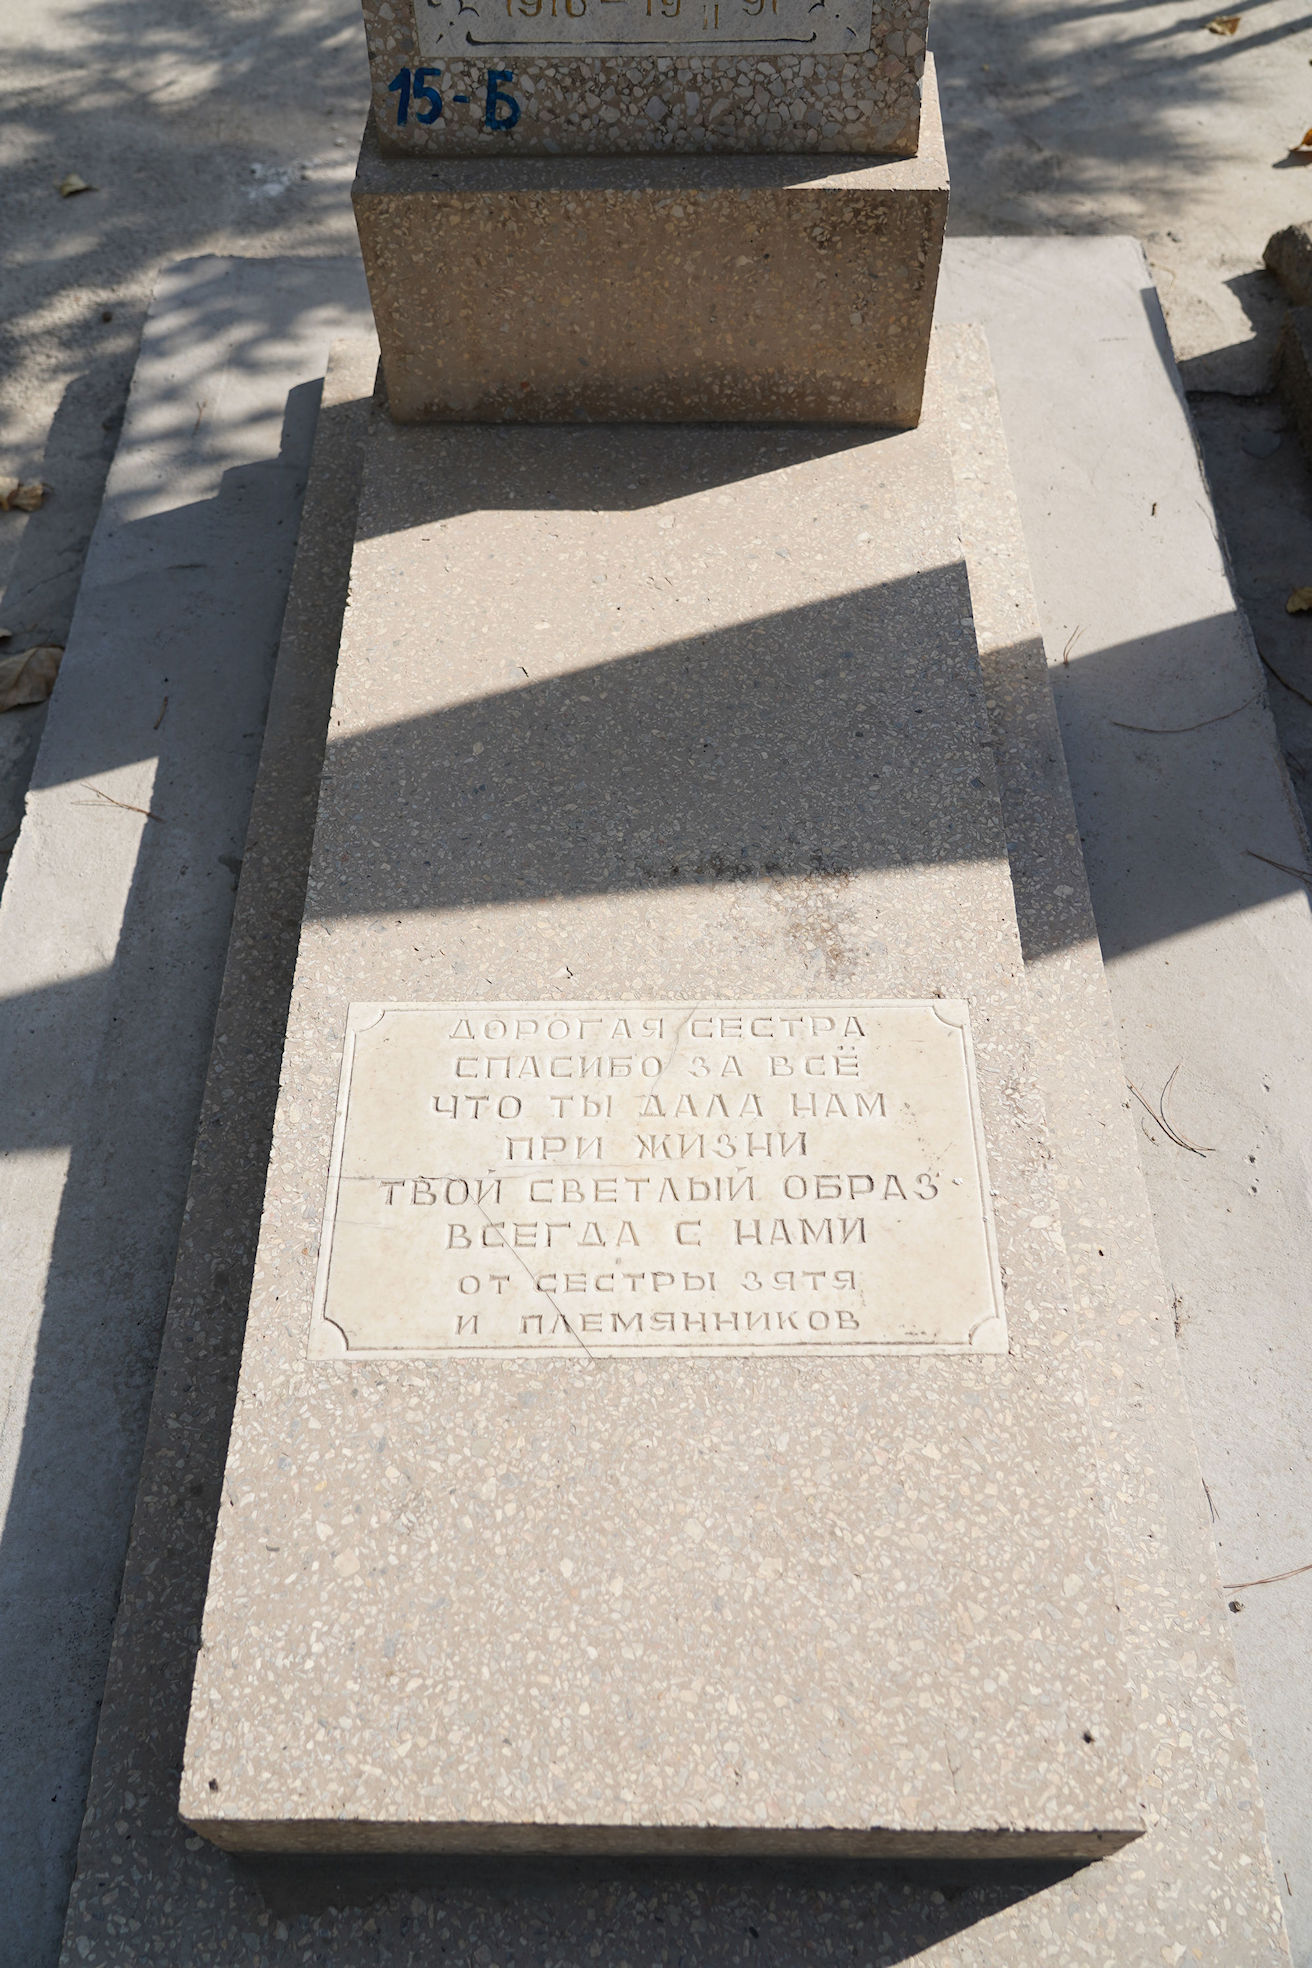 15-Б
ДОРОГАЯ СЕСТРА
СПАСИБО ЗА ВСЁ
ЧТО ТЫ ДАЛА НАМ
ПРИ ЖИЗНИ
ТВОЙ СВЕТЛЫЙ ОБРАЗ
ВСЕГДА С НАМИ
ОТ СЕСТРЫ ЗЯТЯ
И ПЛЕМЯННИКОВ